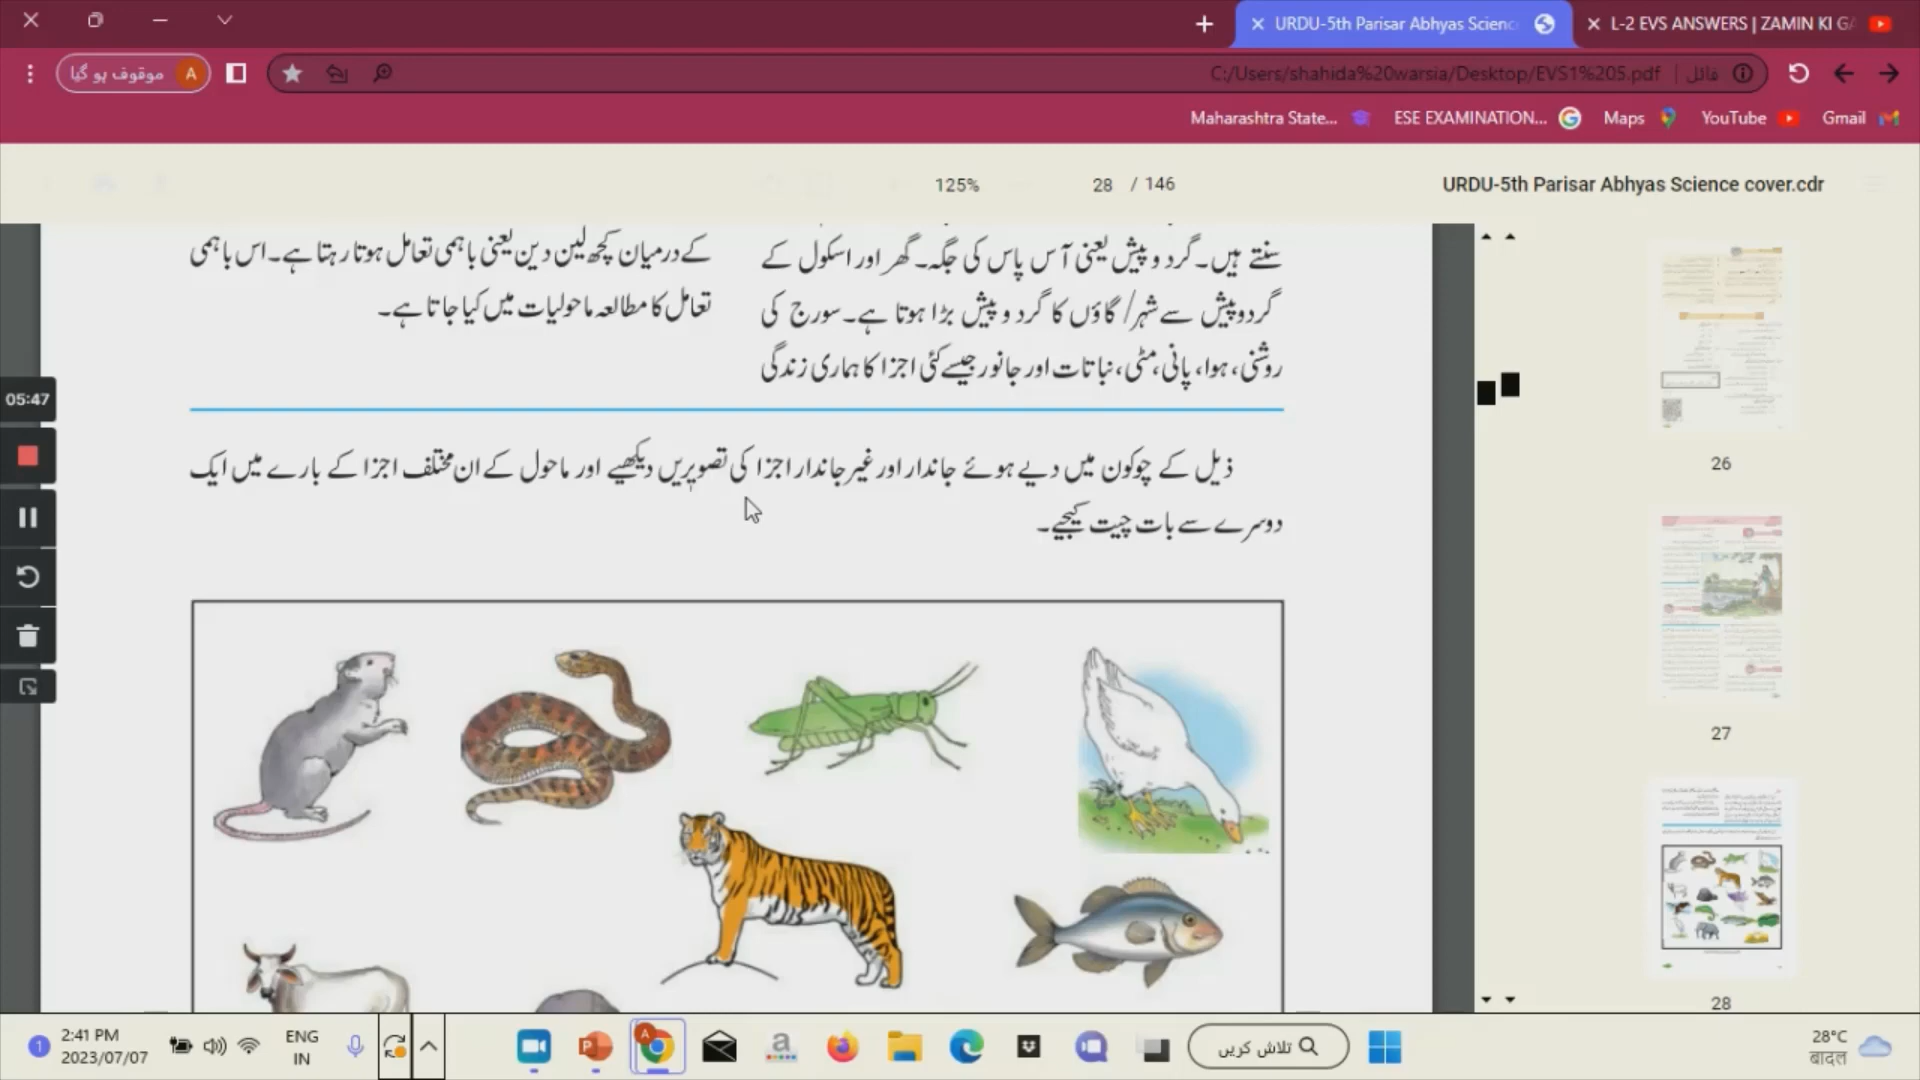 URDU-5th Parisar Abhyas Scienc
L-2 EVS ANSWERS | ZAMIN KI GA
موقوف ہو گیا
A
C:/Users/shahida%20warsia/Desktop/EVS1%205.pdf
فائل
Maharashtra State...
ESE EXAMINATION...
Maps
YouTube
Gmail
125%
28 / 146
URDU-5th Parisar Abhyas Science cover.cdr
سنتے ہیں۔ گرد و پیش یعنی آس پاس کی جگہ۔ گھر اور اسکول کے
گردوپیش سے شہر/ گاؤں کا گرد و پیش بڑا ہوتا ہے۔ سورج کی
روشنی، ہوا، پانی، مٹی، نباتات اور جانور جیسے کئی اجزا کا ہماری زندگی
کے درمیان کچھ لین دین یعنی باہمی تعامل ہوتا رہتا ہے۔ اس باہمی
تعامل کا مطالعہ ماحولیات میں کیا جاتا ہے۔
ذیل کے چوکون میں دیے ہوئے جاندار اور غیر جاندار اجزا کی تصویریں دیکھیے اور ماحول کے ان مختلف اجزا کے بارے میں ایک
دوسرے سے بات چیت کیجیے۔
05:47
26
27
28
1
2:41 PM
2023/07/07
ENG
IN
تلاش کریں
28°C
बादल